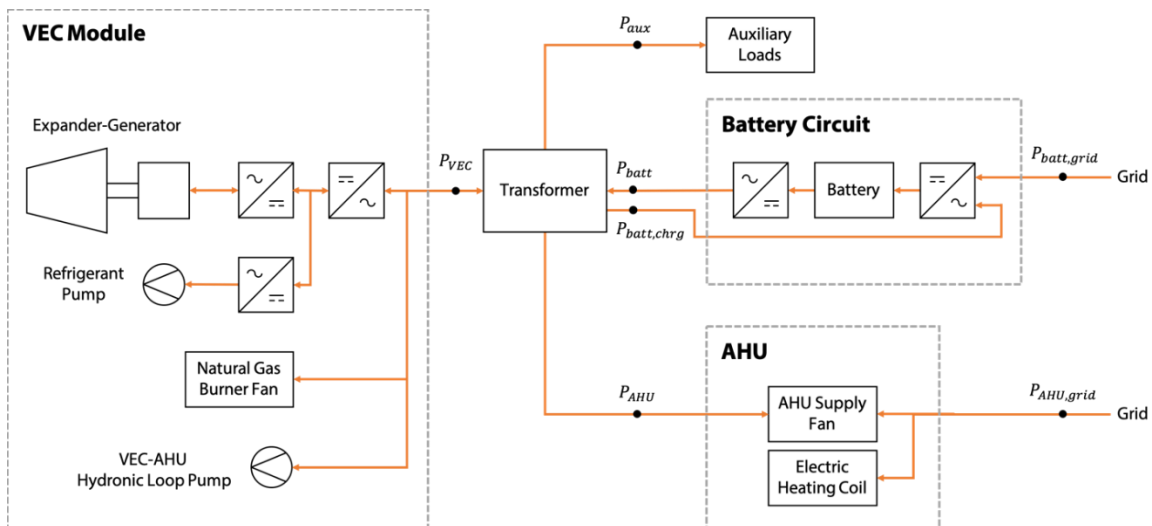 VEC Module
Expander-Generator
Refrigerant
Pump
Natural Gas
Burner Fan
VEC-AHU
Hydronic Loop Pump
P_VEC
Transformer
P_aux
Auxiliary
Loads
Battery Circuit
P_batt
Battery
P_batt,chrg
P_batt,grid
Grid
AHU
P_AHU
AHU Supply
Fan
Electric
Heating Coil
P_AHU,grid
Grid